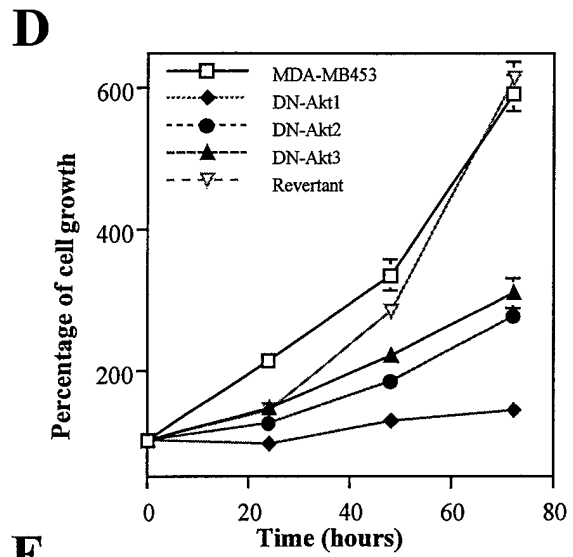 D
MDA-MB453
DN-Akt1
DN-Akt2
DN-Akt3
Revertant
Percentage of cell growth
600
400
200
0 20 40 60 80
Time (hours)